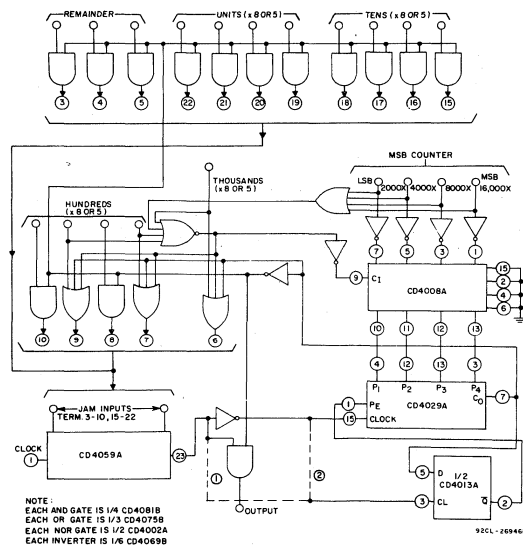 REMAINDER
UNITS (x 8 OR 5)
TENS (x 8 OR 5)
3 4 5 22 21 20 19 18 17 16 15
MSB COUNTER
THOUSANDS
(x 8 OR 5)
LSB 2000X 4000X 8000X MSB
16,000X
HUNDREDS
(x 8 OR 5)
7 5 3 1
9 CI
CD4008A
15
2
4
6
10 11 12 13
10 9 8 7 6
4 12 13 3
P1 P2 P3 P4
1 PE
CO 7
CD4029A
15 CLOCK
JAM INPUTS
TERM. 3-10, 15-22
CLOCK
1
CD4059A
23
1
2
OUTPUT
5 D
1/2
CD4013A
3 CL
Q 2
NOTE:
EACH AND GATE IS 1/4 CD4081B
EACH OR GATE IS 1/3 CD4075B
EACH NOR GATE IS 1/2 CD4002A
EACH INVERTER IS 1/6 CD4069B
92CL-26946